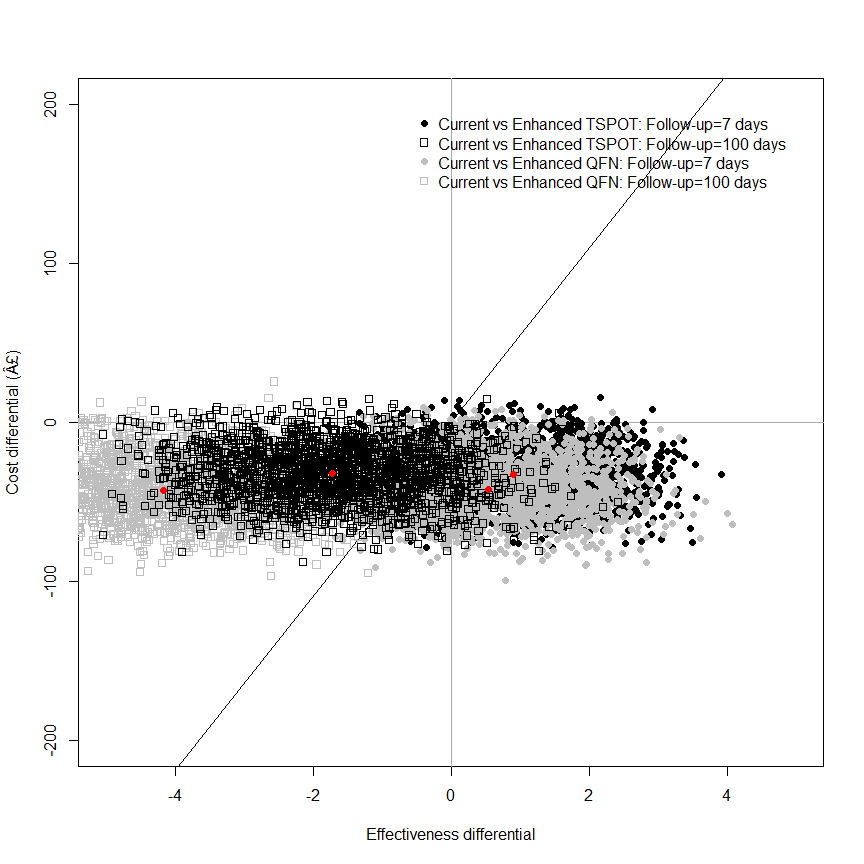 200
100
0
-100
-200
Cost differential (Â£)
Current vs Enhanced TSPOT: Follow-up=7 days
Current vs Enhanced TSPOT: Follow-up=100 days
Current vs Enhanced QFN: Follow-up=7 days
Current vs Enhanced QFN: Follow-up=100 days
-4
-2
0
2
4
Effectiveness differential